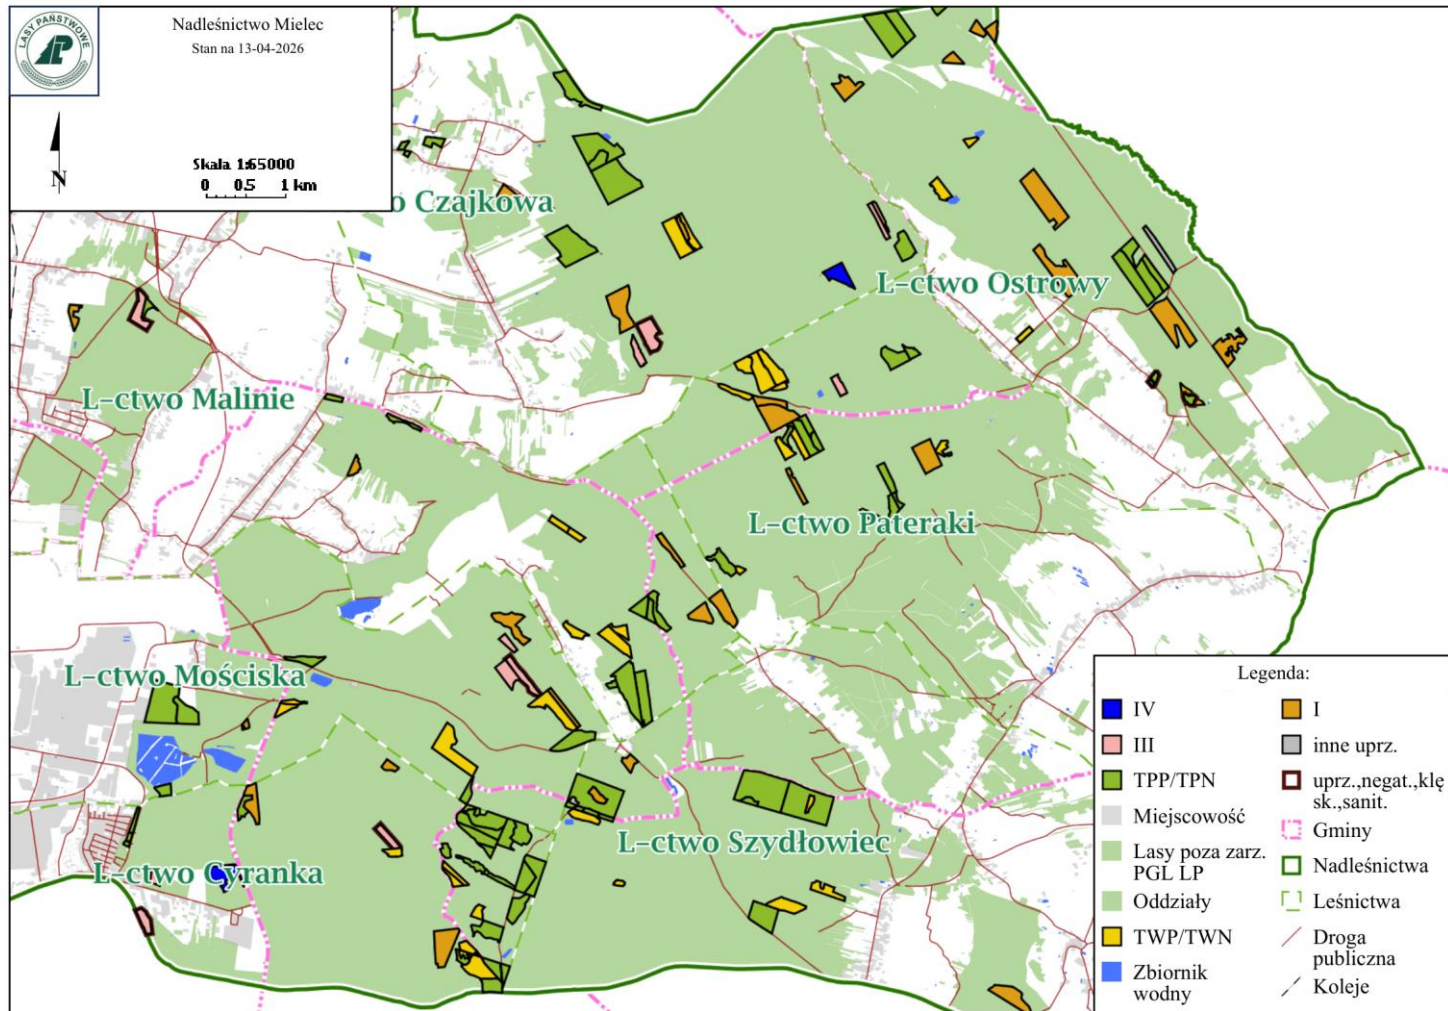 LASY PAŃSTWOWE
Nadleśnictwo Mielec
Stan na 13-04-2026
N
Skala 1:65000
0 0.5 1 km
o Czajkowa
L-ctwo Ostrowy
L-ctwo Malinie
L-ctwo Pateraki
L-ctwo Mościska
L-ctwo Szydłowiec
L-ctwo Cyranka
Legenda:
IV
III
TPP/TPN
Miejscowość
Lasy poza zarz.
PGL LP
Oddziały
TWP/TWN
Zbiornik
wodny
I
inne uprz.
uprz.,negat.,klę
sk.,sanit.
Gminy
Nadleśnictwa
Leśnictwa
Droga
publiczna
Koleje